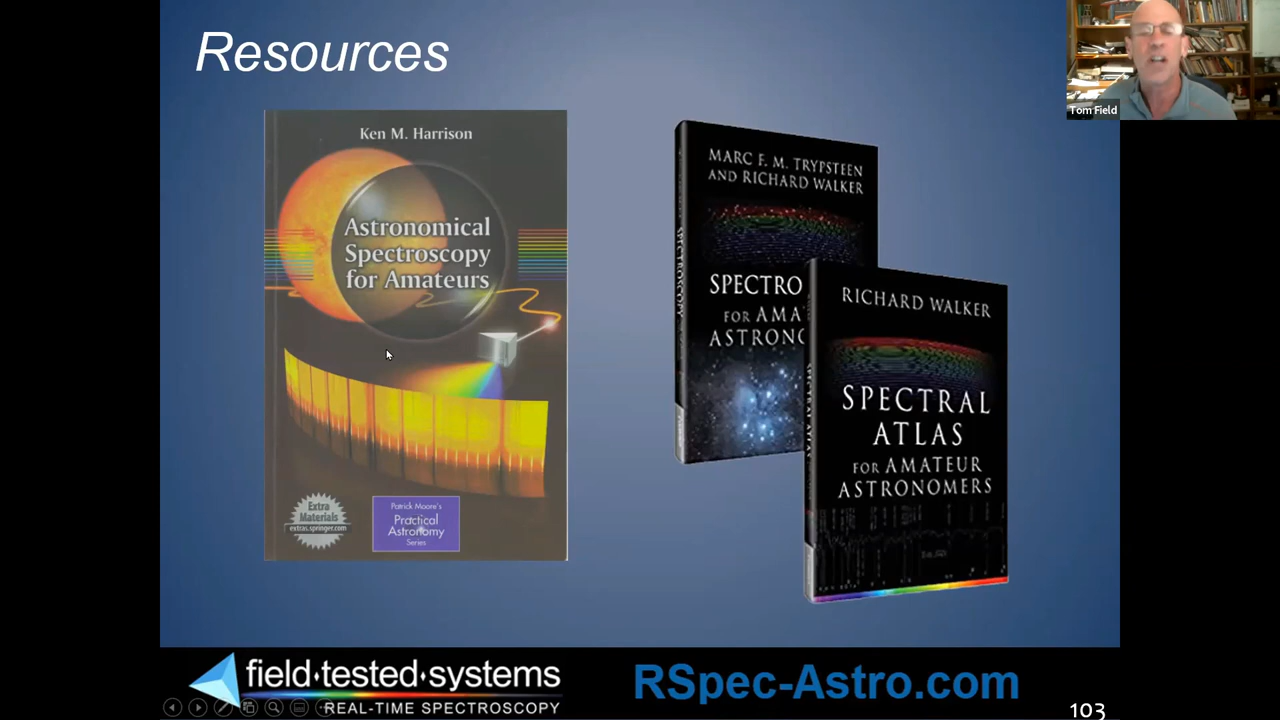 Resources
Tom Field
Ken M. Harrison
Astronomical
Spectroscopy
for Amateurs
Extra
Materials
extras.springer.com
Patrick Moore's
Practical
Astronomy
Series
MARC F. M. TRYPSTEEN
AND RICHARD WALKER
SPECTRO
FOR AMA
ASTRONO
SPECTROSCOPY
RICHARD WALKER
SPECTRAL
ATLAS
FOR AMATEUR
ASTRONOMERS
SPECTRAL ATLAS
field·tested·systems
REAL-TIME SPECTROSCOPY
RSpec-Astro.com
103